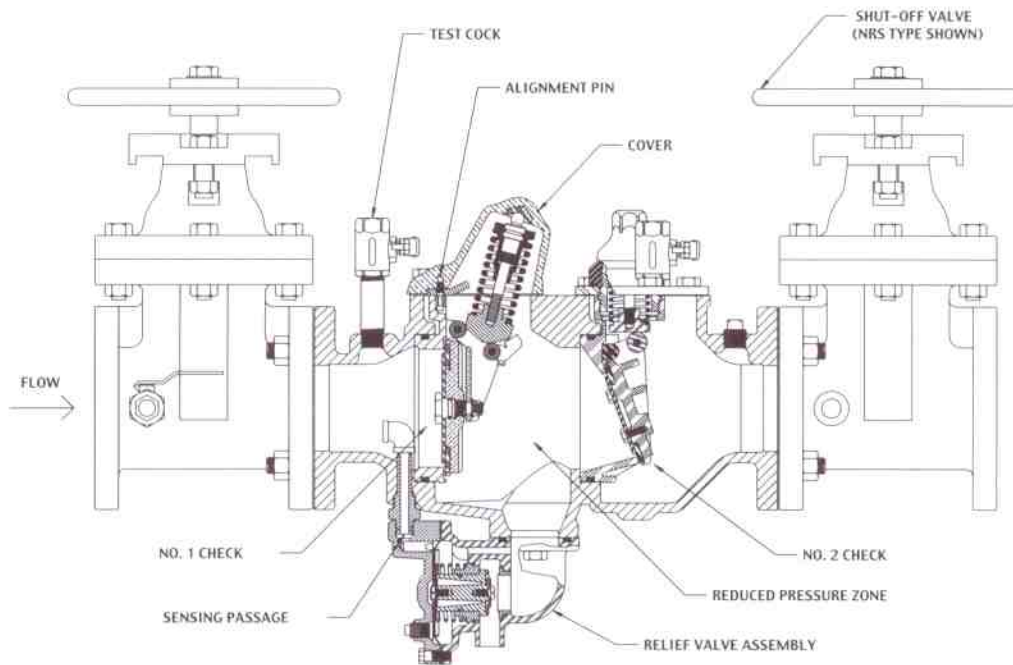 SHUT-OFF VALVE
(NRS TYPE SHOWN)
TEST COCK
ALIGNMENT PIN
COVER
FLOW
NO. 1 CHECK
NO. 2 CHECK
REDUCED PRESSURE ZONE
SENSING PASSAGE
RELIEF VALVE ASSEMBLY